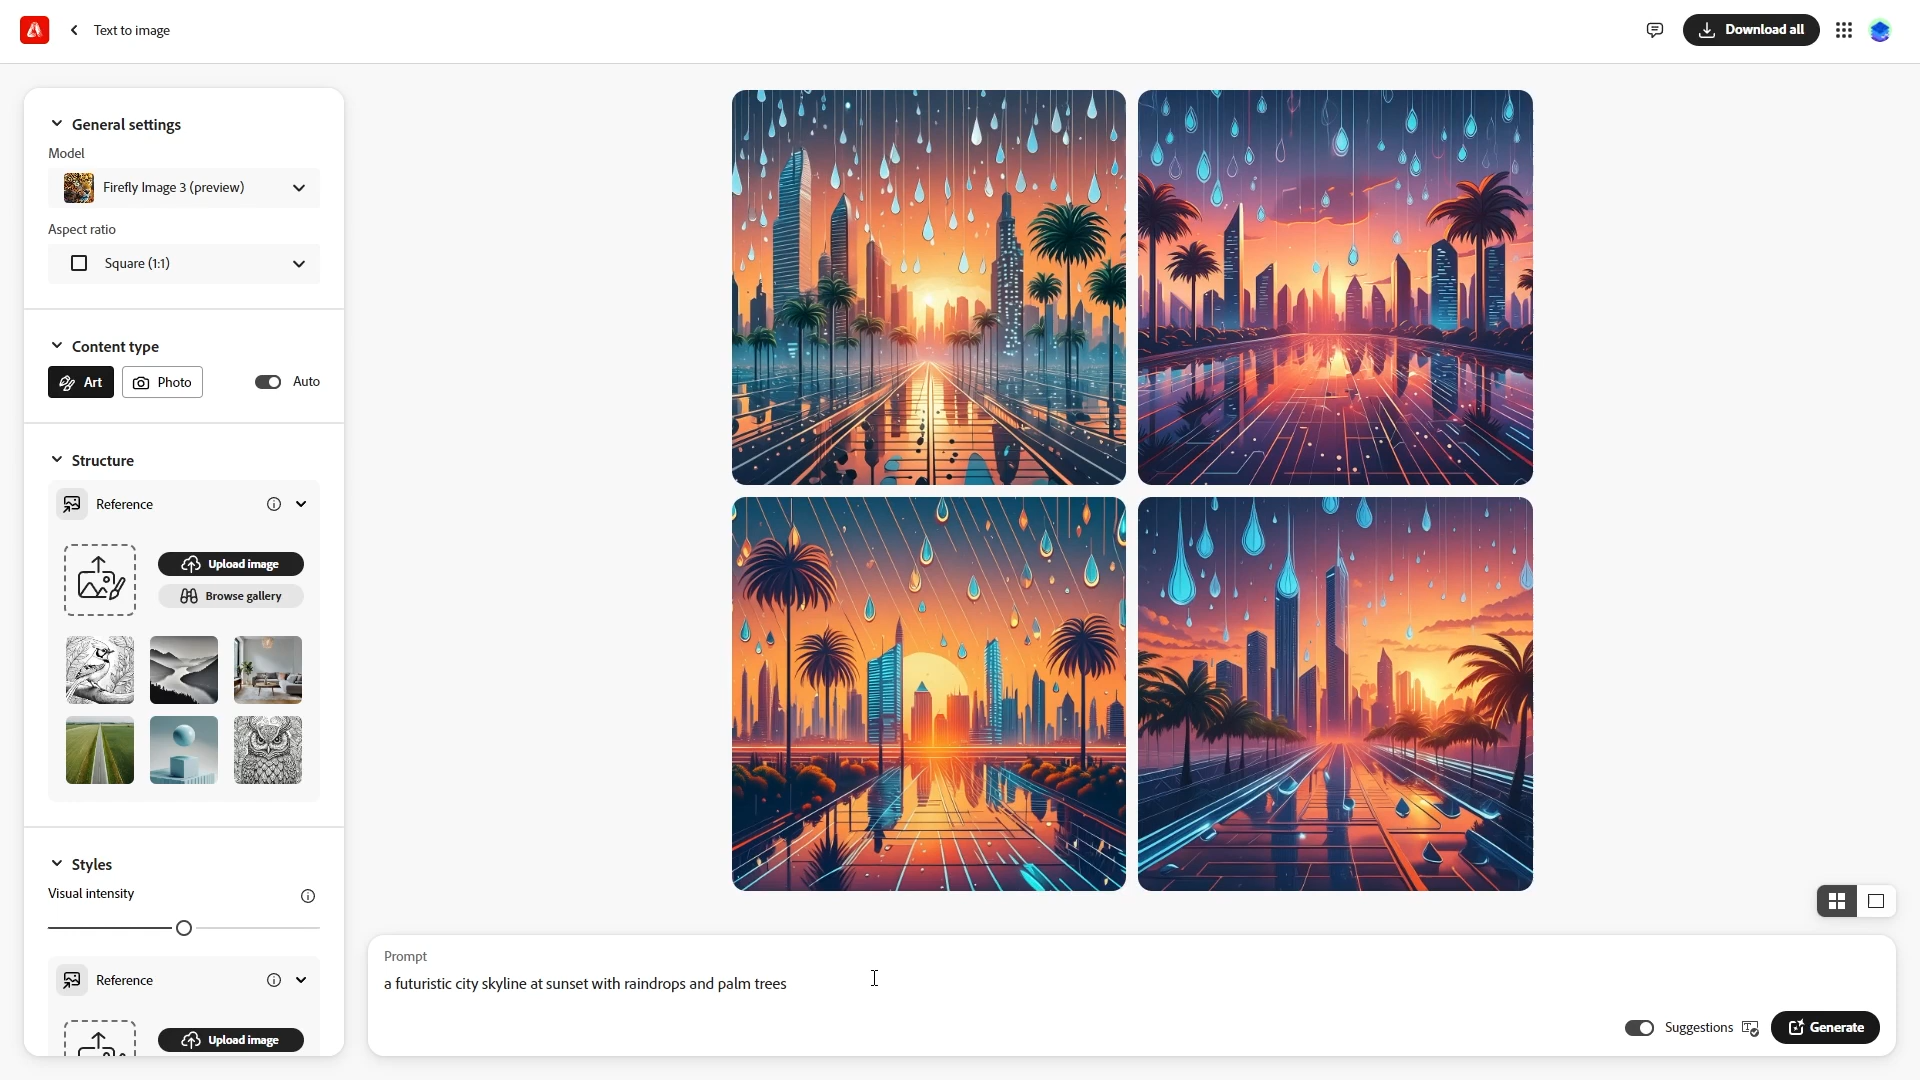 Text to image
Download all
General settings
Model
Firefly Image 3 (preview)
Aspect ratio
Square (1:1)
Content type
Art
Photo
Auto
Structure
Reference
Upload image
Browse gallery
Styles
Visual intensity
Reference
Upload image
Prompt
a futuristic city skyline at sunset with raindrops and palm trees
Suggestions
Generate